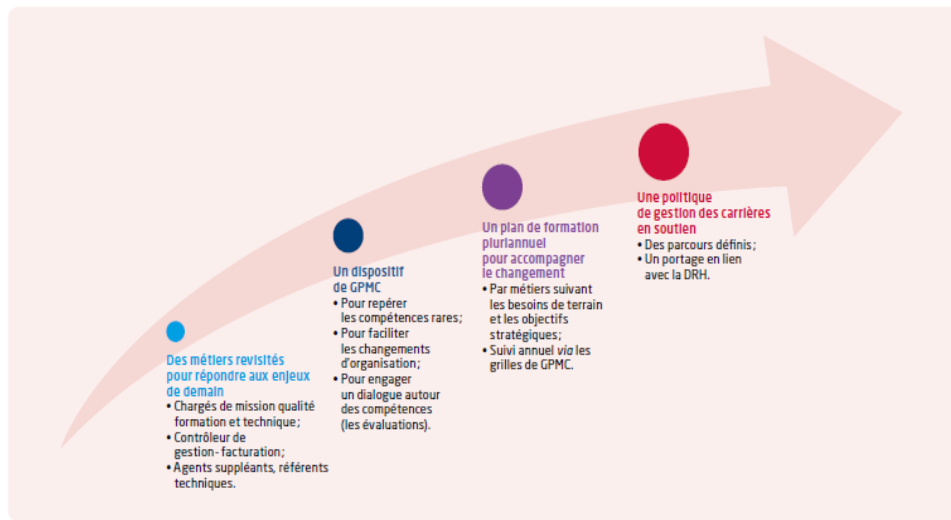 Des métiers revisités
pour répondre aux enjeux
de demain
• Chargés de mission qualité
formation et technique;
• Contrôleur de
gestion- facturation;
• Agents suppléants, référents
techniques.
Un dispositif
de GPMC
• Pour repérer
les compétences rares;
• Pour faciliter
les changements
d'organisation;
• Pour engager
un dialogue autour
des compétences
(les évaluations).
Un plan de formation
pluriannuel
pour accompagner
le changement
• Par métiers suivant
les besoins de terrain
et les objectifs
stratégiques;
• Suivi annuel via les
grilles de GPMC.
Une politique
de gestion des carrières
en soutien
• Des parcours définis;
• Un portage en lien
avec la DRH.